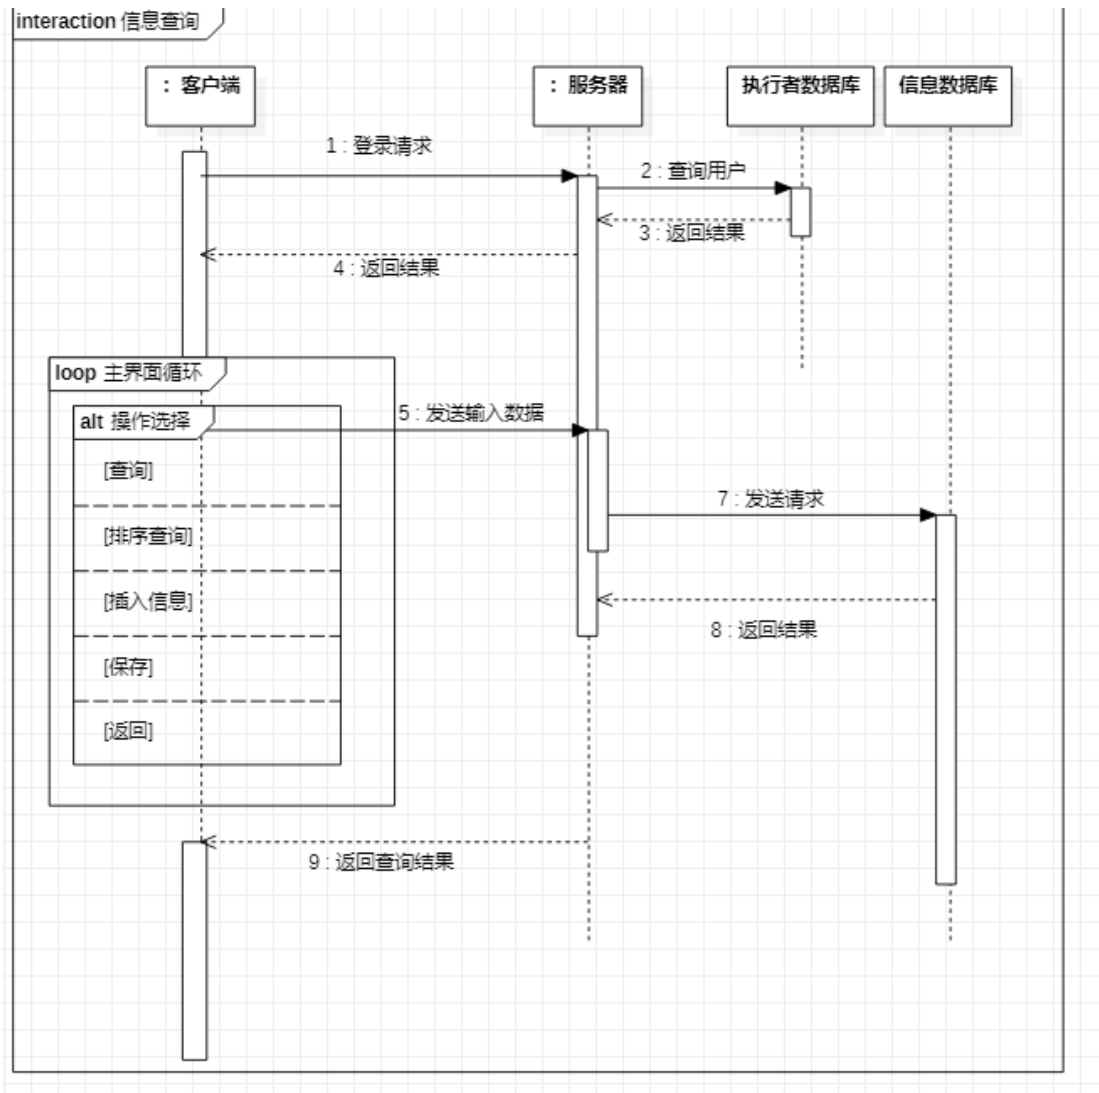 interaction 信息查询
: 客户端
: 服务器
执行者数据库
信息数据库
1 : 登录请求
2 : 查询用户
3 : 返回结果
4 : 返回结果
loop 主界面循环
alt 操作选择
5 : 发送输入数据
[查询]
7 : 发送请求
[排序查询]
[插入信息]
8 : 返回结果
[保存]
[返回]
9 : 返回查询结果